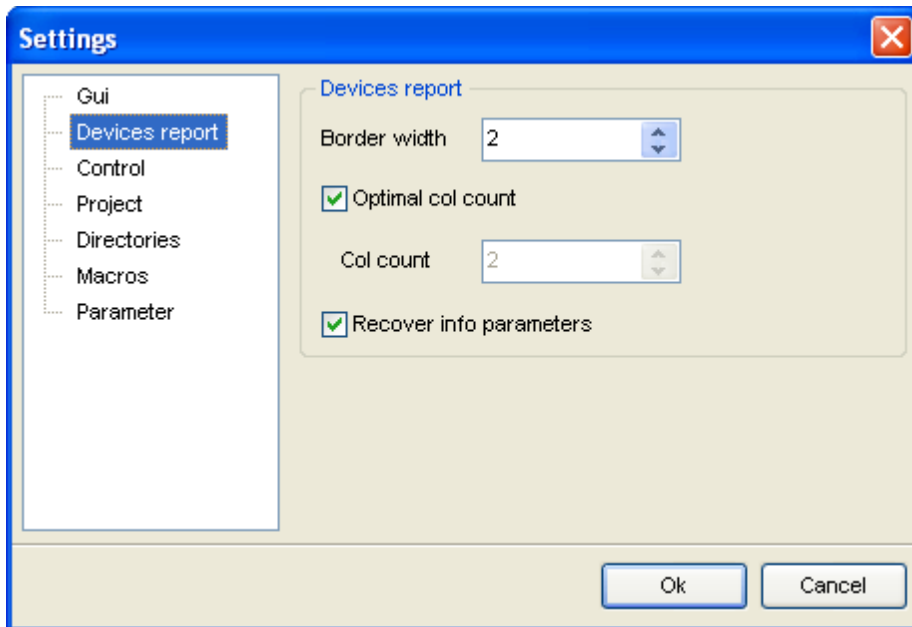 Settings
Gui
Devices report
Control
Project
Directories
Macros
Parameter
Devices report
Border width 2
Optimal col count
Col count 2
Recover info parameters
Ok Cancel